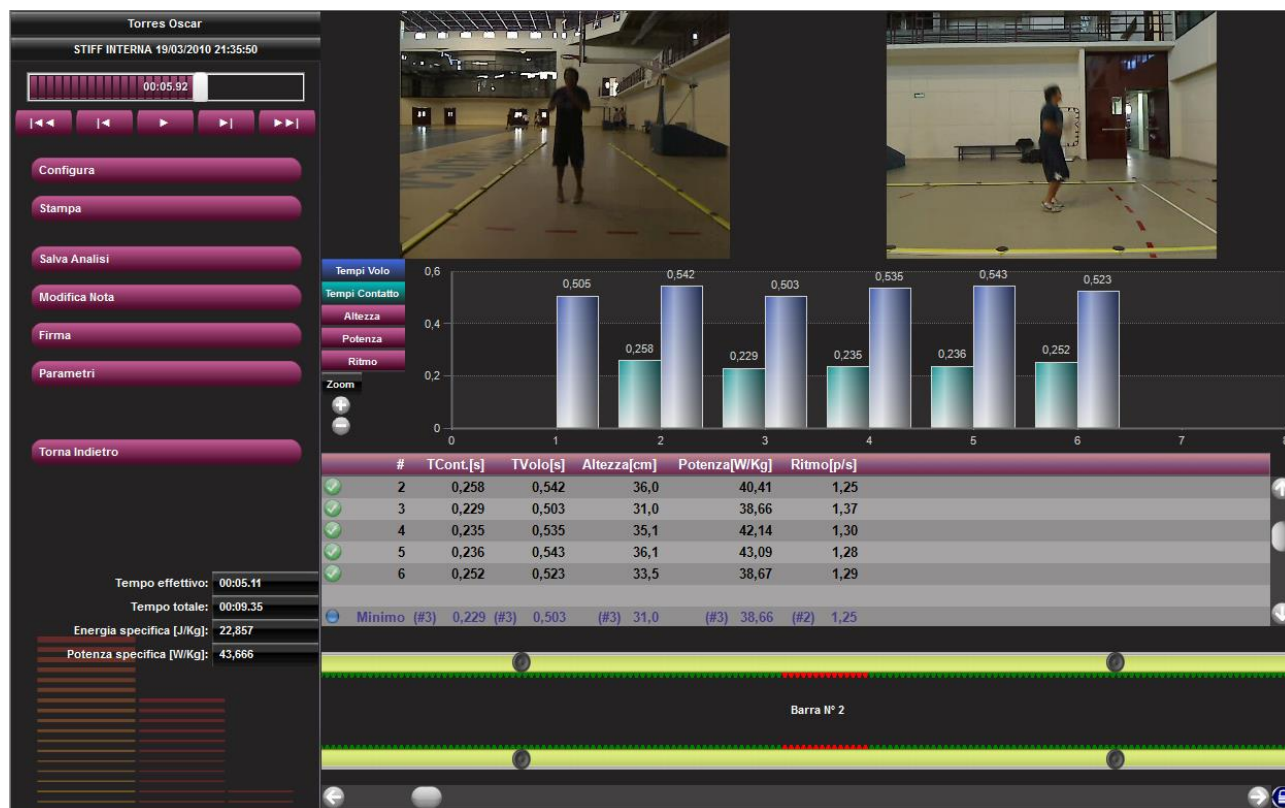 Torres Oscar
STIFF INTERNA 19/03/2010 21:35:50
00:05.92
Configura
Stampa
Salva Analisi
Modifica Nota
Firma
Parametri
Torna Indietro
Tempo effettivo: 00:05.11
Tempo totale: 00:09.35
Energia specifica [J/Kg]: 22,857
Potenza specifica [W/Kg]: 43,666
Tempi Volo
Tempi Contatto
Altezza
Potenza
Ritmo
Zoom
0,6
0,4
0,2
0
0,505
0,258
0,542
0,229
0,503
0,235
0,535
0,236
0,543
0,252
0,523
0 1 2 3 4 5 6 7 8
# TCont.[s] TVolo[s] Altezza[cm] Potenza[W/Kg] Ritmo[p/s]
2 0,258 0,542 36,0 40,41 1,25
3 0,229 0,503 31,0 38,66 1,37
4 0,235 0,535 35,1 42,14 1,30
5 0,236 0,543 36,1 43,09 1,28
6 0,252 0,523 33,5 38,67 1,29
Minimo (#3) 0,229 (#3) 0,503 (#3) 31,0 (#3) 38,66 (#2) 1,25
Barra N° 2